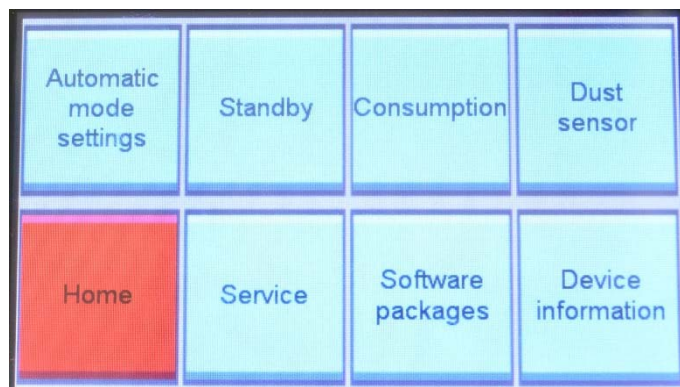 Automatic
mode
settings
Standby
Consumption
Dust
sensor
Home
Service
Software
packages
Device
information